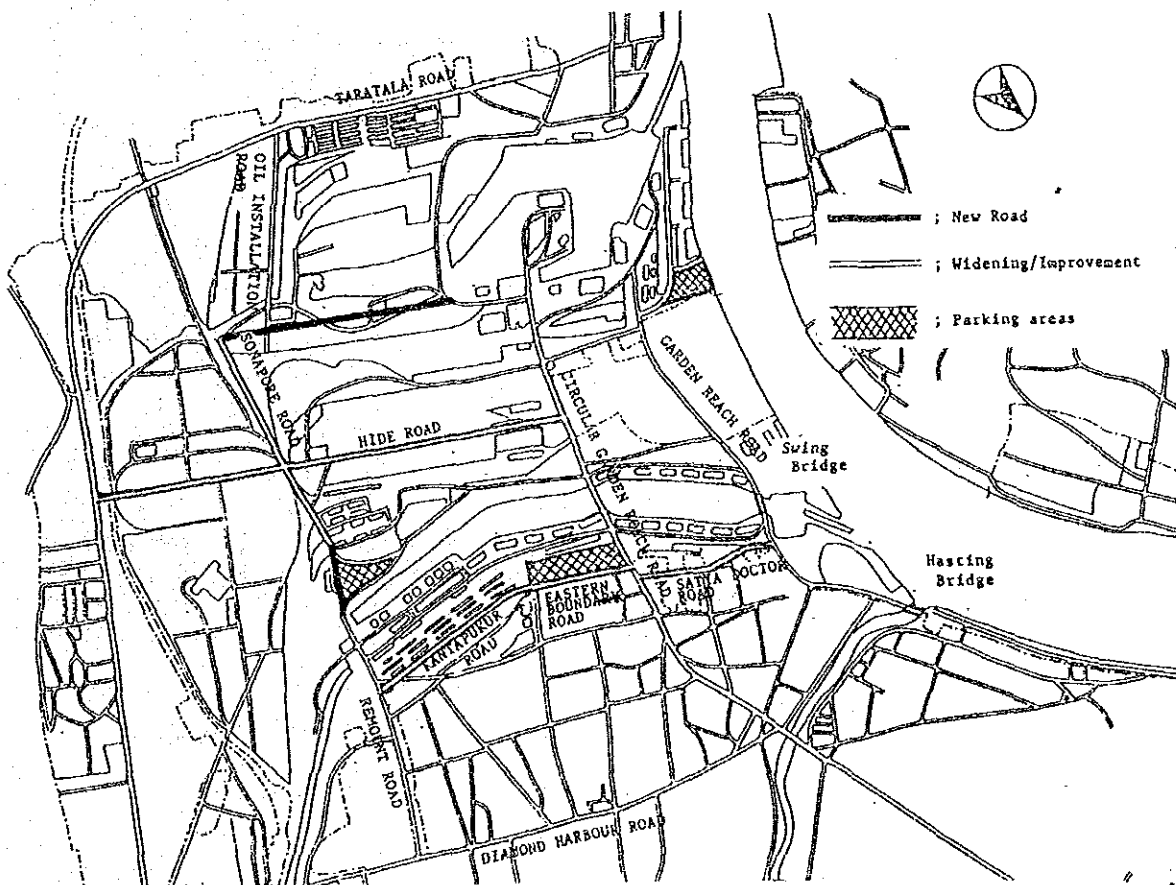 TARATALA ROAD
OIL INSTALLATION
ROAD
; New Road
; Widening/Improvement
; Parking areas
SONAPORE ROAD
HIDE ROAD
CIRCULAR GARDEN REACH ROAD
GARDEN REACH ROAD
Swing
Bridge
Hasting
Bridge
SATYA DOCTOR
ROAD
EASTERN
BOUNDARY
ROAD
KANTAPUKUR
ROAD
REMOUNT ROAD
DIAMOND HARBOUR ROAD